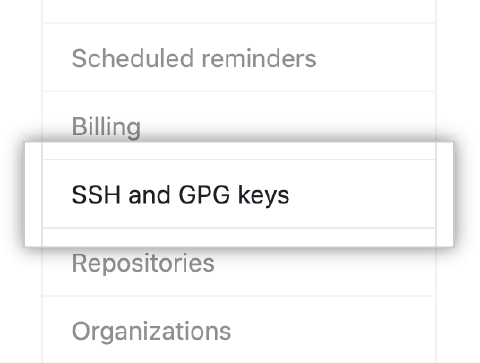 Scheduled reminders
Billing
SSH and GPG keys
Repositories
Organizations